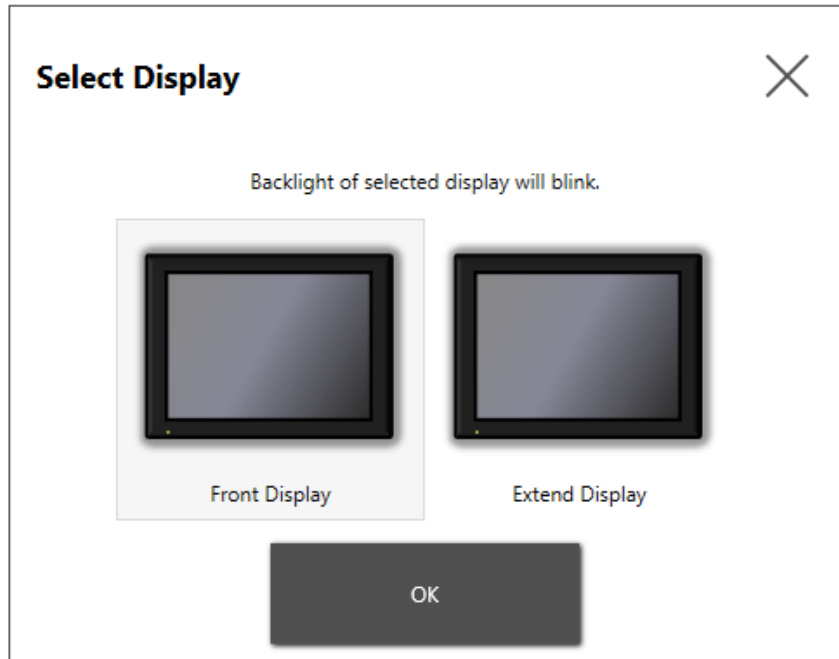 Select Display
Backlight of selected display will blink.
Front Display
Extend Display
OK